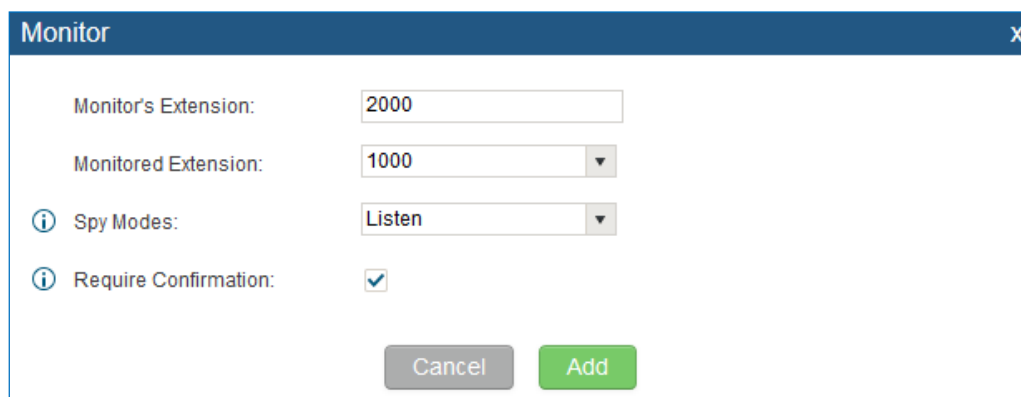 Monitor x
Monitor's Extension: 2000
Monitored Extension: 1000
Spy Modes: Listen
Require Confirmation:
Cancel Add